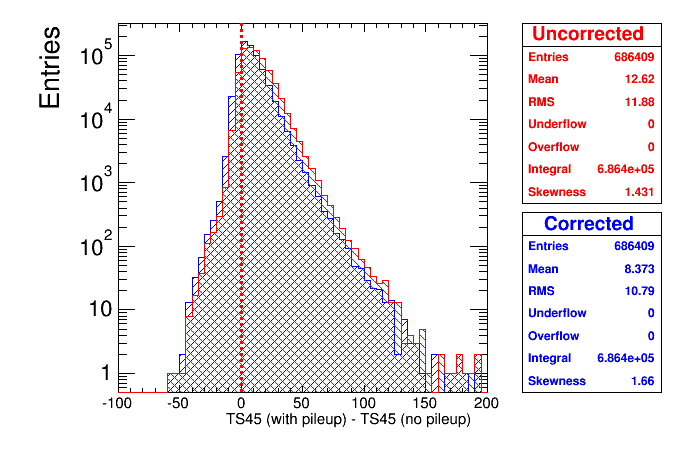 Entries
10^5
10^4
10^3
10^2
10
1
-100 -50 0 50 100 150 200
TS45 (with pileup) - TS45 (no pileup)
Uncorrected
Entries 686409
Mean 12.62
RMS 11.88
Underflow 0
Overflow 0
Integral 6.864e+05
Skewness 1.431
Corrected
Entries 686409
Mean 8.373
RMS 10.79
Underflow 0
Overflow 0
Integral 6.864e+05
Skewness 1.66